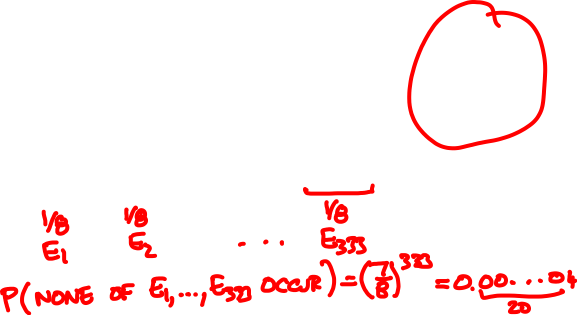 1/8 1/8 1/8
E₁ E₂ ... E₃₃₃
P(NONE OF E₁,...,E₃₃₃ OCCUR) = (7/8)³³³ = 0.00...04
20